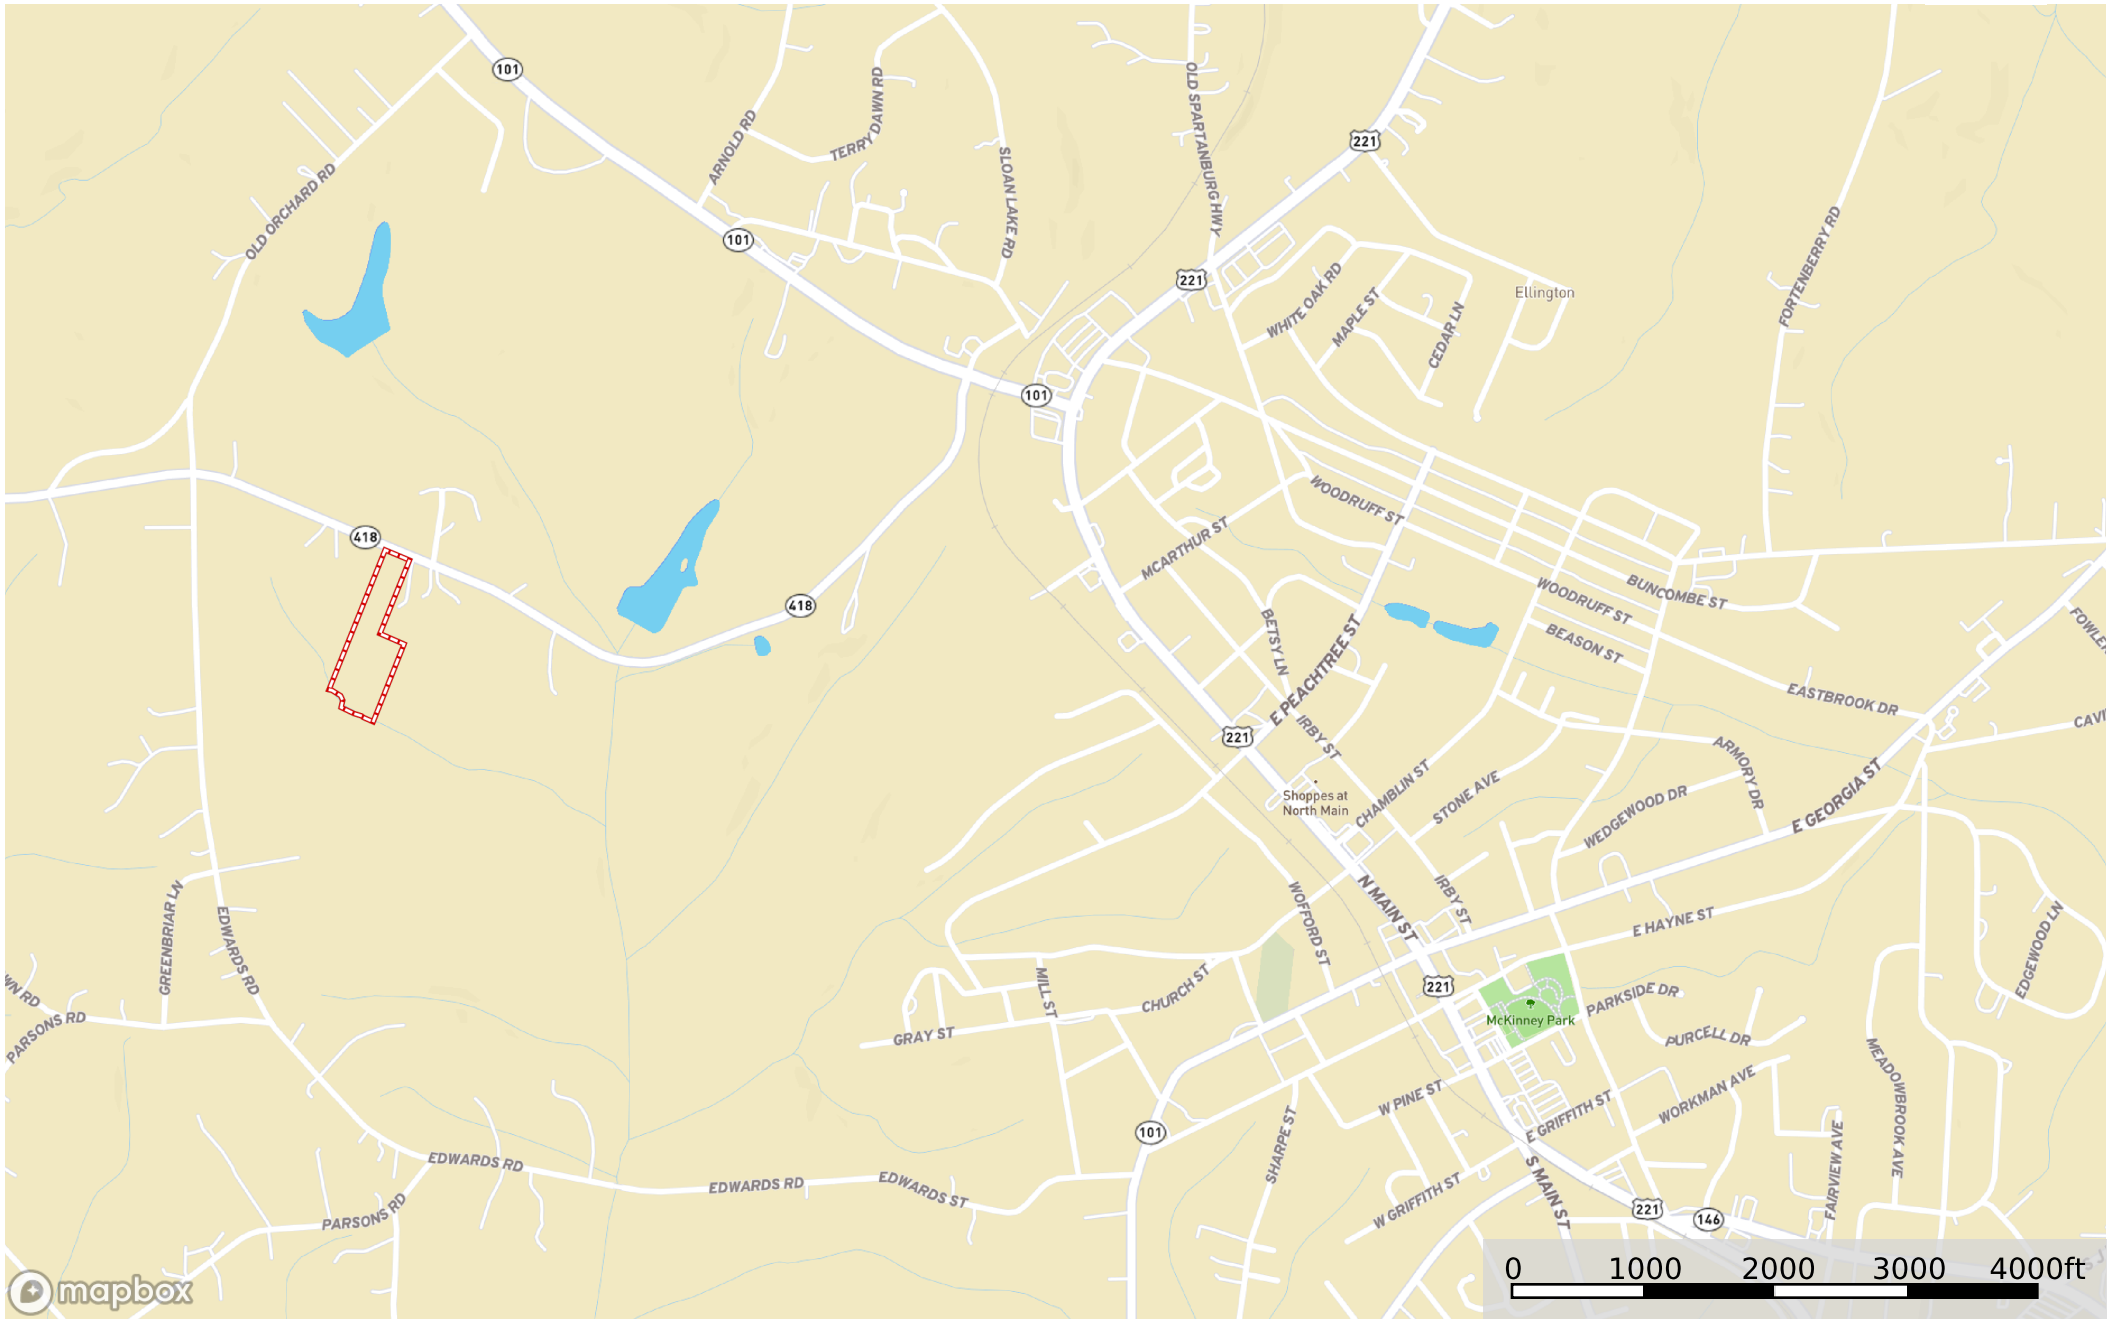 101
OLD ORCHARD RD
ARNOLD RD
TERRY DAWN RD
SLOAN LAKE RD
OLD SPARTANBURG HWY
221
FORTENBERRY RD
101
221
WHITE OAK RD
MAPLE ST
CEDAR LN
Ellington
101
418
WOODRUFF ST
MCARTHUR ST
418
BUNCOMBE ST
WOODRUFF ST
BEASON ST
BETSY LN
E PEACHTREE ST
EASTBROOK DR
221
IRBY ST
ARMORY DR
Shoppes at
North Main
CHAMBLIN ST
STONE AVE
WEDGEWOOD DR
E GEORGIA ST
GREENBRIAR LN
EDWARDS RD
WOFFORD ST
N MAIN ST
IRBY ST
E HAYNE ST
EDGEWOOD LN
WN RD
PARSONS RD
MILL ST
CHURCH ST
GRAY ST
221
McKinney Park
PARKSIDE DR
PURCELL DR
MEADOWBROOK AVE
W PINE ST
E GRIFFITH ST
WORKMAN AVE
101
SHARPE ST
FAIRVIEW AVE
EDWARDS RD
EDWARDS RD
EDWARDS ST
PARSONS RD
W GRIFFITH ST
S MAIN ST
221
146
0 1000 2000 3000 4000ft
mapbox